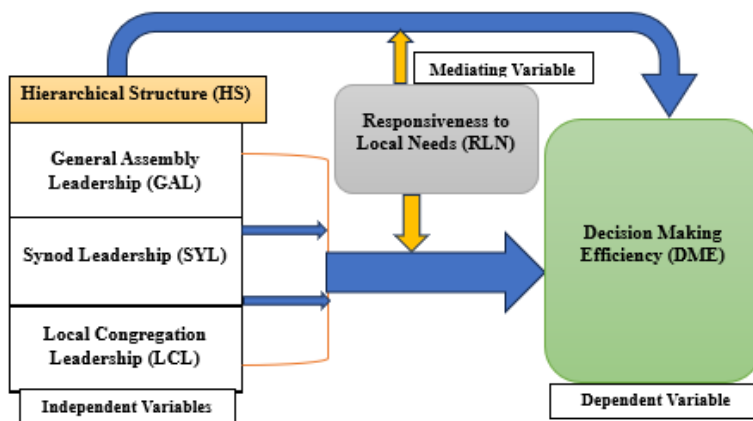 Mediating Variable
Hierarchical Structure (HS)
Responsiveness to
Local Needs (RLN)
General Assembly
Leadership (GAL)
Synod Leadership (SYL)
Decision Making
Efficiency (DME)
Local Congregation
Leadership (LCL)
Independent Variables
Dependent Variable